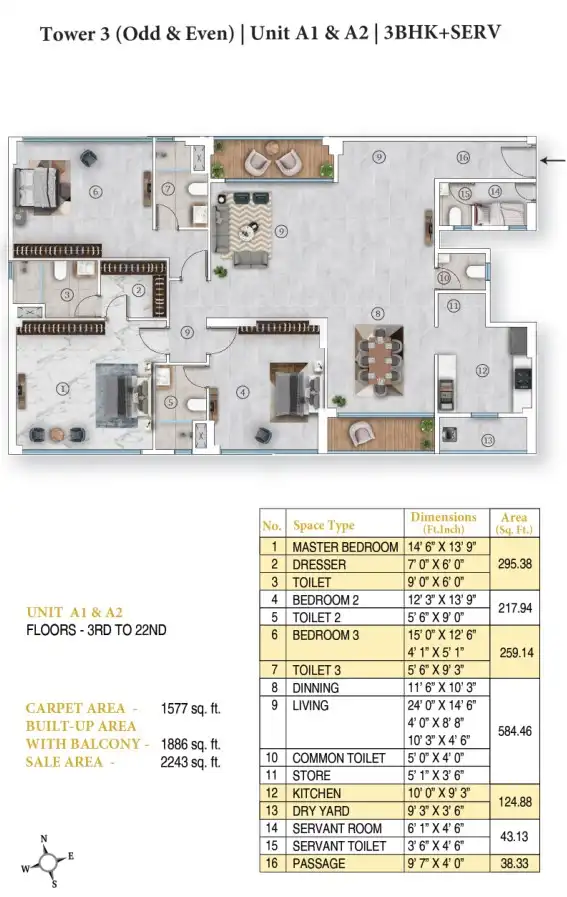 Tower 3 (Odd & Even) | Unit A1 & A2 | 3BHK+SERV
9
16
6
7
15
14
9
10
3
2
11
8
9
1
4
5
12
13
No. Space Type Dimensions (Ft.Inch) Area (Sq. Ft.)
1 MASTER BEDROOM 14' 6" X 13' 9"
2 DRESSER 7' 0" X 6' 0" 295.38
3 TOILET 9' 0" X 6' 0"
4 BEDROOM 2 12' 3" X 13' 9" 217.94
5 TOILET 2 5' 6" X 9' 0"
6 BEDROOM 3 15' 0" X 12' 6"
4' 1" X 5' 1" 259.14
7 TOILET 3 5' 6" X 9' 3"
8 DINNING 11' 6" X 10' 3"
9 LIVING 24' 0" X 14' 6"
4' 0" X 8' 8" 584.46
10' 3" X 4' 6"
10 COMMON TOILET 5' 0" X 4' 0"
11 STORE 5' 1" X 3' 6"
12 KITCHEN 10' 0" X 9' 3" 124.88
13 DRY YARD 9' 3" X 3' 6"
14 SERVANT ROOM 6' 1" X 4' 6" 43.13
15 SERVANT TOILET 3' 6" X 4' 6"
16 PASSAGE 9' 7" X 4' 0" 38.33
UNIT A1 & A2
FLOORS - 3RD TO 22ND
CARPET AREA - 1577 sq. ft.
BUILT-UP AREA
WITH BALCONY - 1886 sq. ft.
SALE AREA - 2243 sq. ft.
N
W E
S